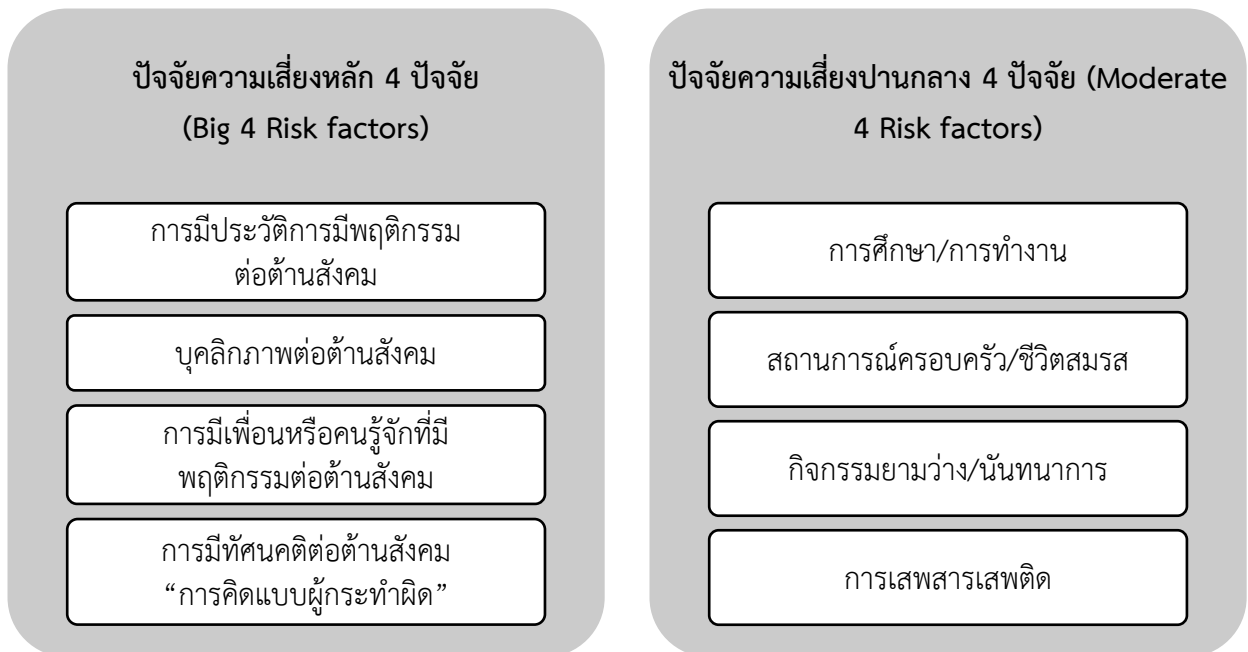 ปัจจัยความเสี่ยงหลัก 4 ปัจจัย
(Big 4 Risk factors)
การมีประวัติการมีพฤติกรรม
ต่อต้านสังคม
บุคลิกภาพต่อต้านสังคม
การมีเพื่อนหรือคนรู้จักที่มี
พฤติกรรมต่อต้านสังคม
การมีทัศนคติต่อต้านสังคม
“การคิดแบบผู้กระทำผิด”
ปัจจัยความเสี่ยงปานกลาง 4 ปัจจัย (Moderate
4 Risk factors)
การศึกษา/การทำงาน
สถานการณ์ครอบครัว/ชีวิตสมรส
กิจกรรมยามว่าง/นันทนาการ
การเสพสารเสพติด